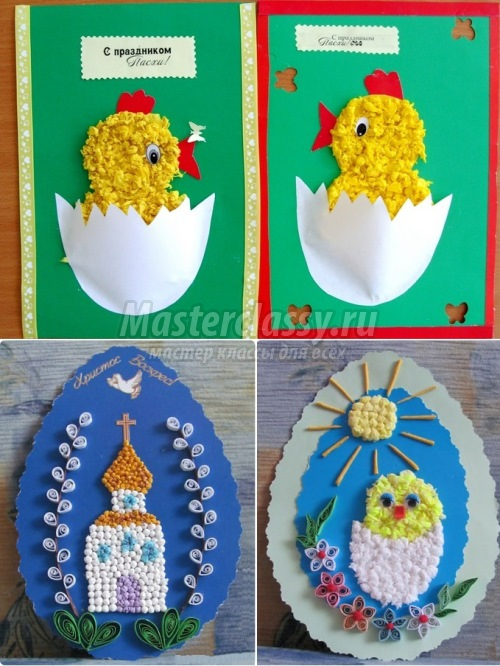 С праздником
Пасхи!
С праздником
Пасхи!
Masterclassy.ru
мастер классы для всех
Христос Воскрес!